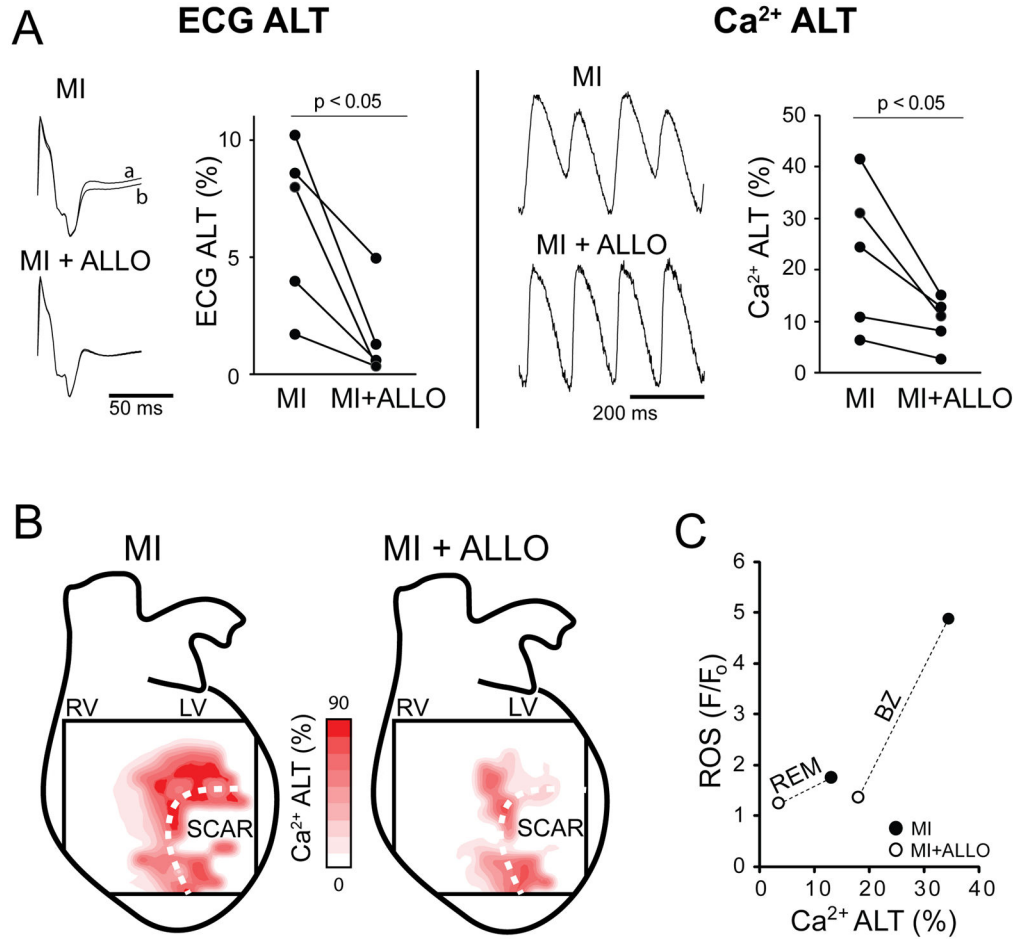 A
ECG ALT
Ca²⁺ ALT
MI
a
b
MI + ALLO
50 ms
p < 0.05
ECG ALT (%)
10
5
0
MI MI+ALLO
MI
MI + ALLO
200 ms
p < 0.05
Ca²⁺ ALT (%)
50
40
30
20
10
0
MI MI+ALLO
B
MI
RV LV
SCAR
90
Ca²⁺ ALT (%)
0
MI + ALLO
RV LV
SCAR
C
ROS (F/F₀)
6
5
4
3
2
1
0
REM
BZ
MI
MI+ALLO
0 10 20 30 40
Ca²⁺ ALT (%)